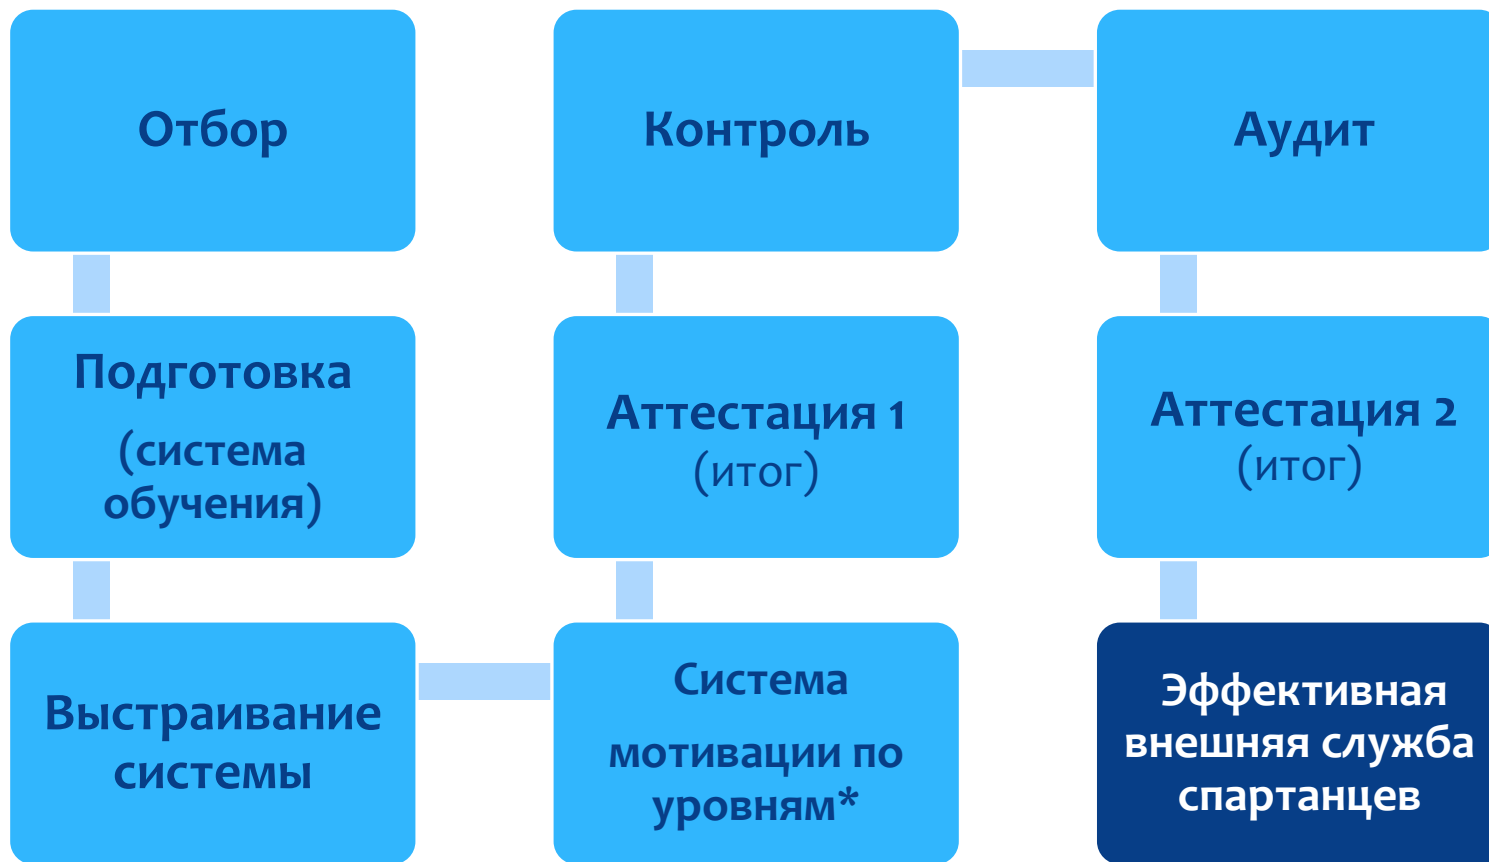 Отбор
Подготовка
(система
обучения)
Выстраивание
системы
Система
мотивации по
уровням*
Аттестация 1
(итог)
Контроль
Аудит
Аттестация 2
(итог)
Эффективная
внешняя служба
спартанцев